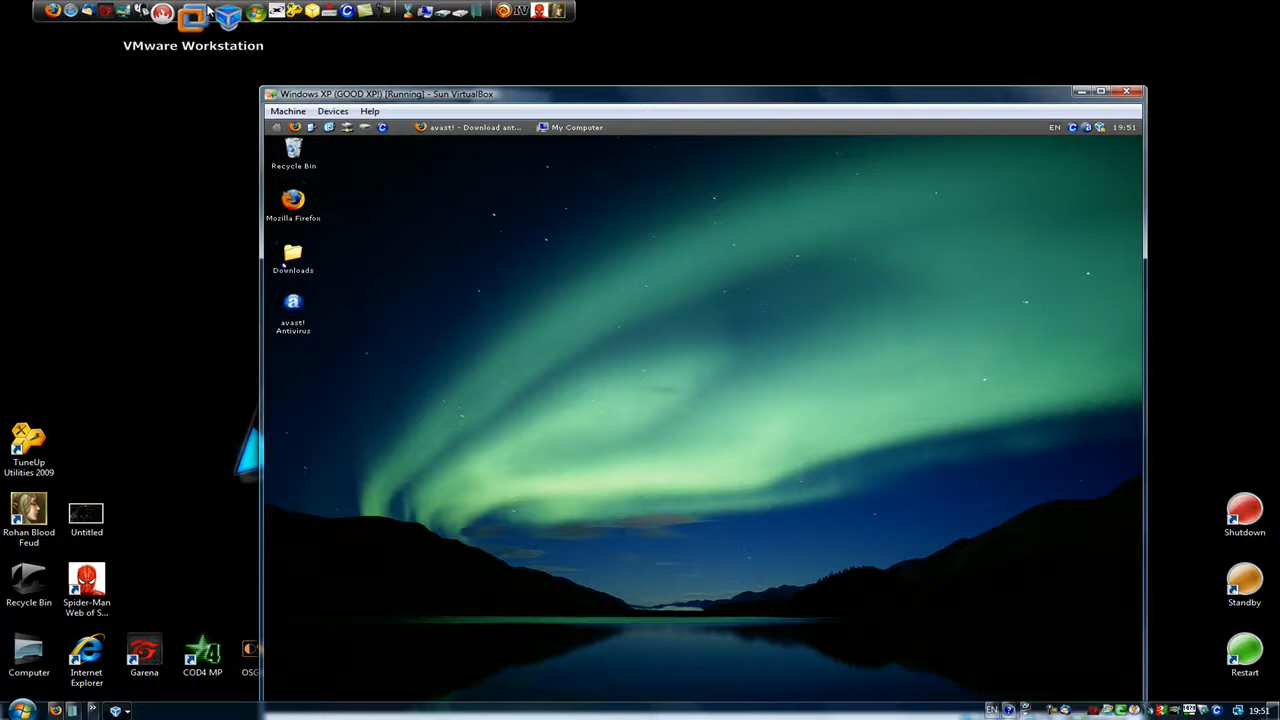 IV
VMware Workstation
Windows XP (GOOD XP!) [Running] - Sun VirtualBox
Machine Devices Help
avast! - Download ant... My Computer EN 19:51
Recycle Bin
Mozilla Firefox
Downloads
avast!
Antivirus
TuneUp
Utilities 2009
Rohan Blood
Feud
Untitled
Shutdown
Recycle Bin
Spider-Man
Web of S...
Standby
Computer
Internet
Explorer
Garena
COD4 MP
OSG
Restart
EN 19:51